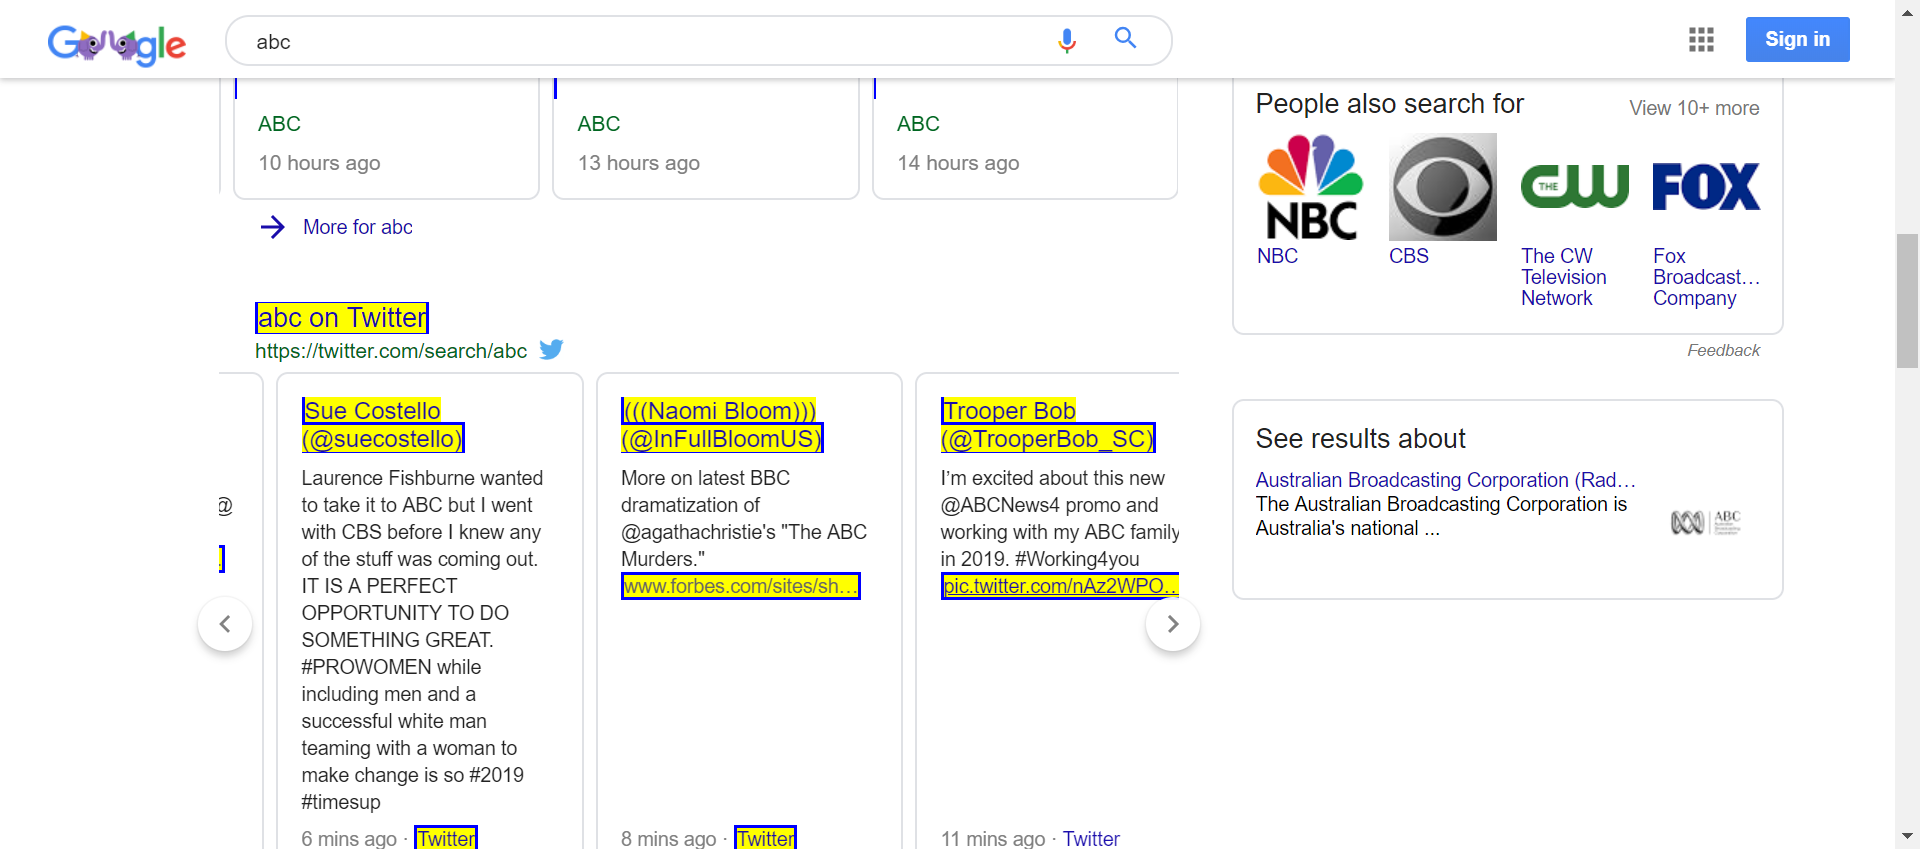 Google
abc
Sign in
ABC
10 hours ago
ABC
13 hours ago
ABC
14 hours ago
More for abc
abc on Twitter
https://twitter.com/search/abc
@
Sue Costello
(@suecostello)
Laurence Fishburne wanted
to take it to ABC but I went
with CBS before I knew any
of the stuff was coming out.
IT IS A PERFECT
OPPORTUNITY TO DO
SOMETHING GREAT.
#PROWOMEN while
including men and a
successful white man
teaming with a woman to
make change is so #2019
#timesup
6 mins ago · Twitter
(((Naomi Bloom)))
(@InFullBloomUS)
More on latest BBC
dramatization of
@agathachristie's "The ABC
Murders."
www.forbes.com/sites/sh...
8 mins ago · Twitter
Trooper Bob
(@TrooperBob_SC)
I'm excited about this new
@ABCNews4 promo and
working with my ABC family
in 2019. #Working4you
pic.twitter.com/nAz2WPO...
11 mins ago · Twitter
People also search for
View 10+ more
NBC
NBC
CBS
THE CW
The CW
Television
Network
FOX
Fox
Broadcast...
Company
Feedback
See results about
Australian Broadcasting Corporation (Rad...
The Australian Broadcasting Corporation is
Australia's national ...
ABC